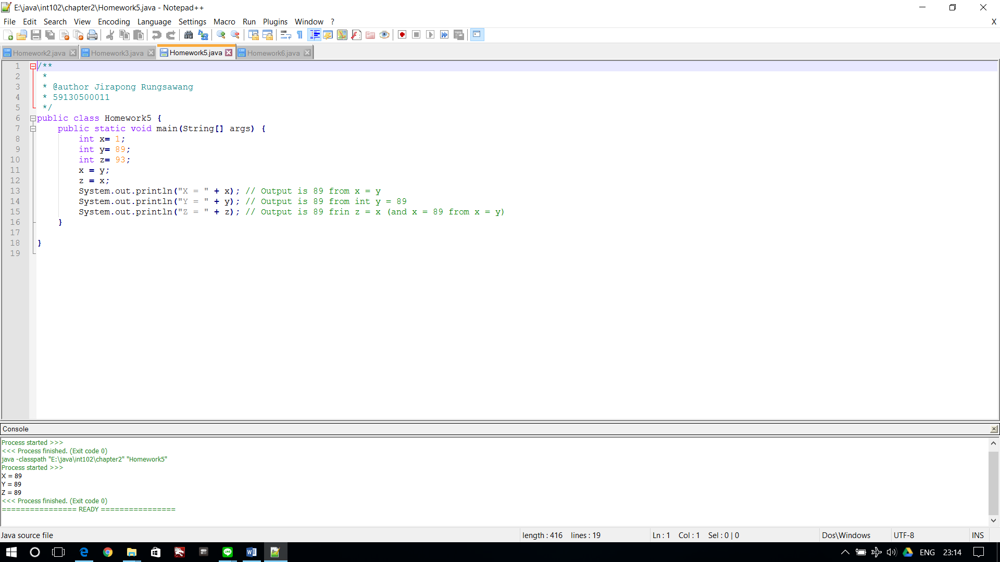 E:\java\int102\chapter2\Homework5.java - Notepad++
File Edit Search View Encoding Language Settings Macro Run Plugins Window ? X
Homework2.java Homework3.java Homework5.java Homework6.java
1 /**
2 *
3 * @author Jirapong Rungsawang
4 * 59130500011
5 */
6 public class Homework5 {
7 public static void main(String[] args) {
8 int x= 1;
9 int y= 89;
10 int z= 93;
11 x = y;
12 z = x;
13 System.out.println("X = " + x); // Output is 89 from x = y
14 System.out.println("Y = " + y); // Output is 89 from int y = 89
15 System.out.println("Z = " + z); // Output is 89 frin z = x (and x = 89 from x = y)
16 }
17
18 }
19
Console
Process started >>>
<<< Process finished. (Exit code 0)
java -classpath "E:\java\int102\chapter2" "Homework5"
Process started >>>
X = 89
Y = 89
Z = 89
<<< Process finished. (Exit code 0)
================ READY ================
Java source file length : 416 lines : 19 Ln : 1 Col : 1 Sel : 0 | 0 Dos\Windows UTF-8 INS
ENG 23:14